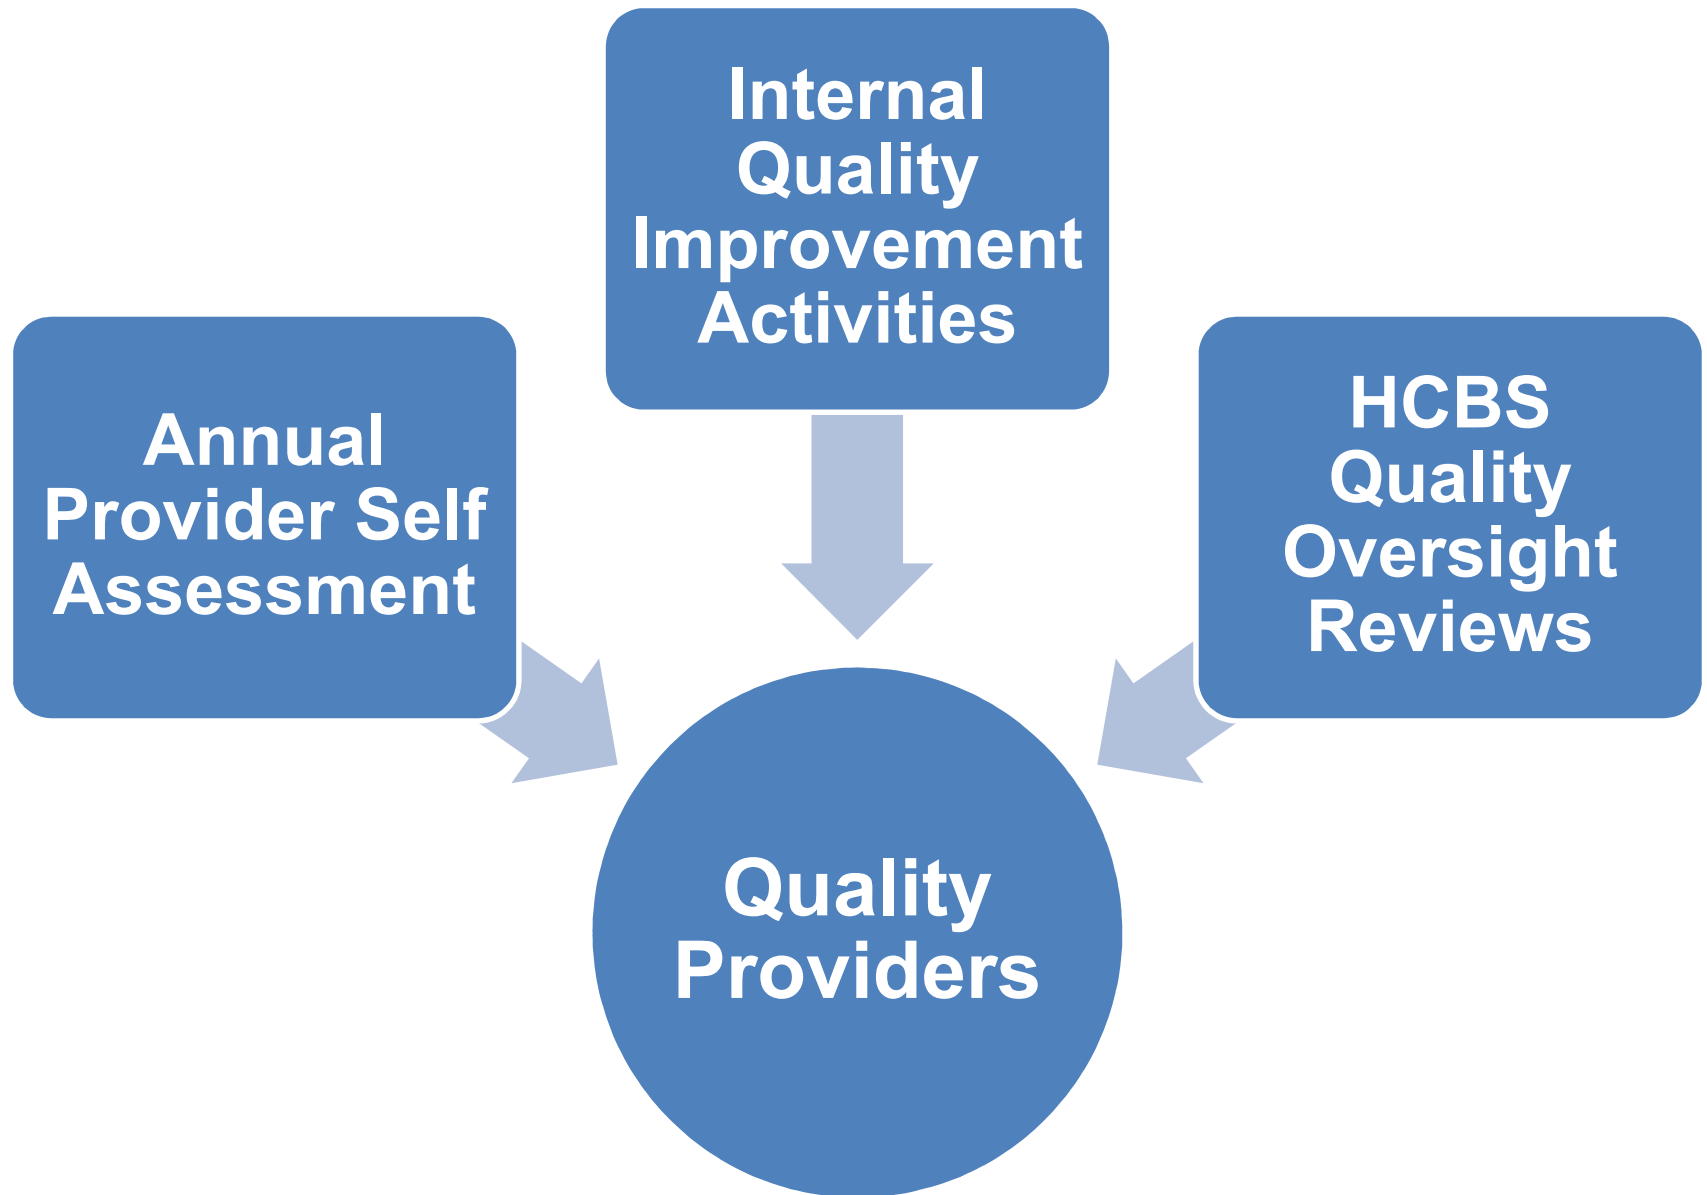 Internal
Quality
Improvement
Activities
Annual
Provider Self
Assessment
HCBS
Quality
Oversight
Reviews
Quality
Providers